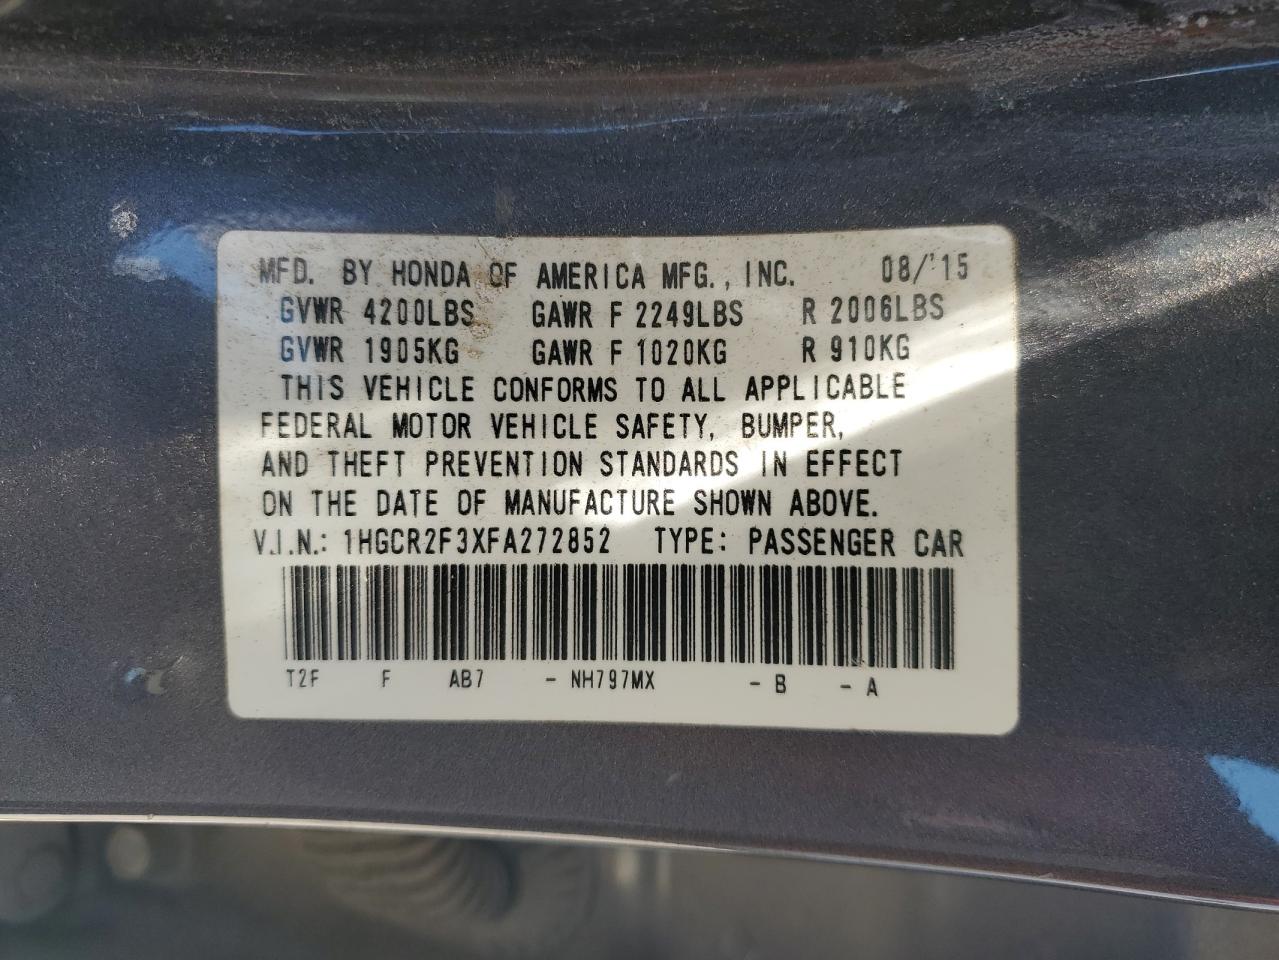 MFD. BY HONDA OF AMERICA MFG., INC. 08/'15
GVWR 4200LBS GAWR F 2249LBS R 2006LBS
GVWR 1905KG GAWR F 1020KG R 910KG
THIS VEHICLE CONFORMS TO ALL APPLICABLE
FEDERAL MOTOR VEHICLE SAFETY, BUMPER,
AND THEFT PREVENTION STANDARDS IN EFFECT
ON THE DATE OF MANUFACTURE SHOWN ABOVE.
V.I.N.: 1HGCR2F3XFA272852 TYPE: PASSENGER CAR
T2F F AB7 - NH797MX - B - A